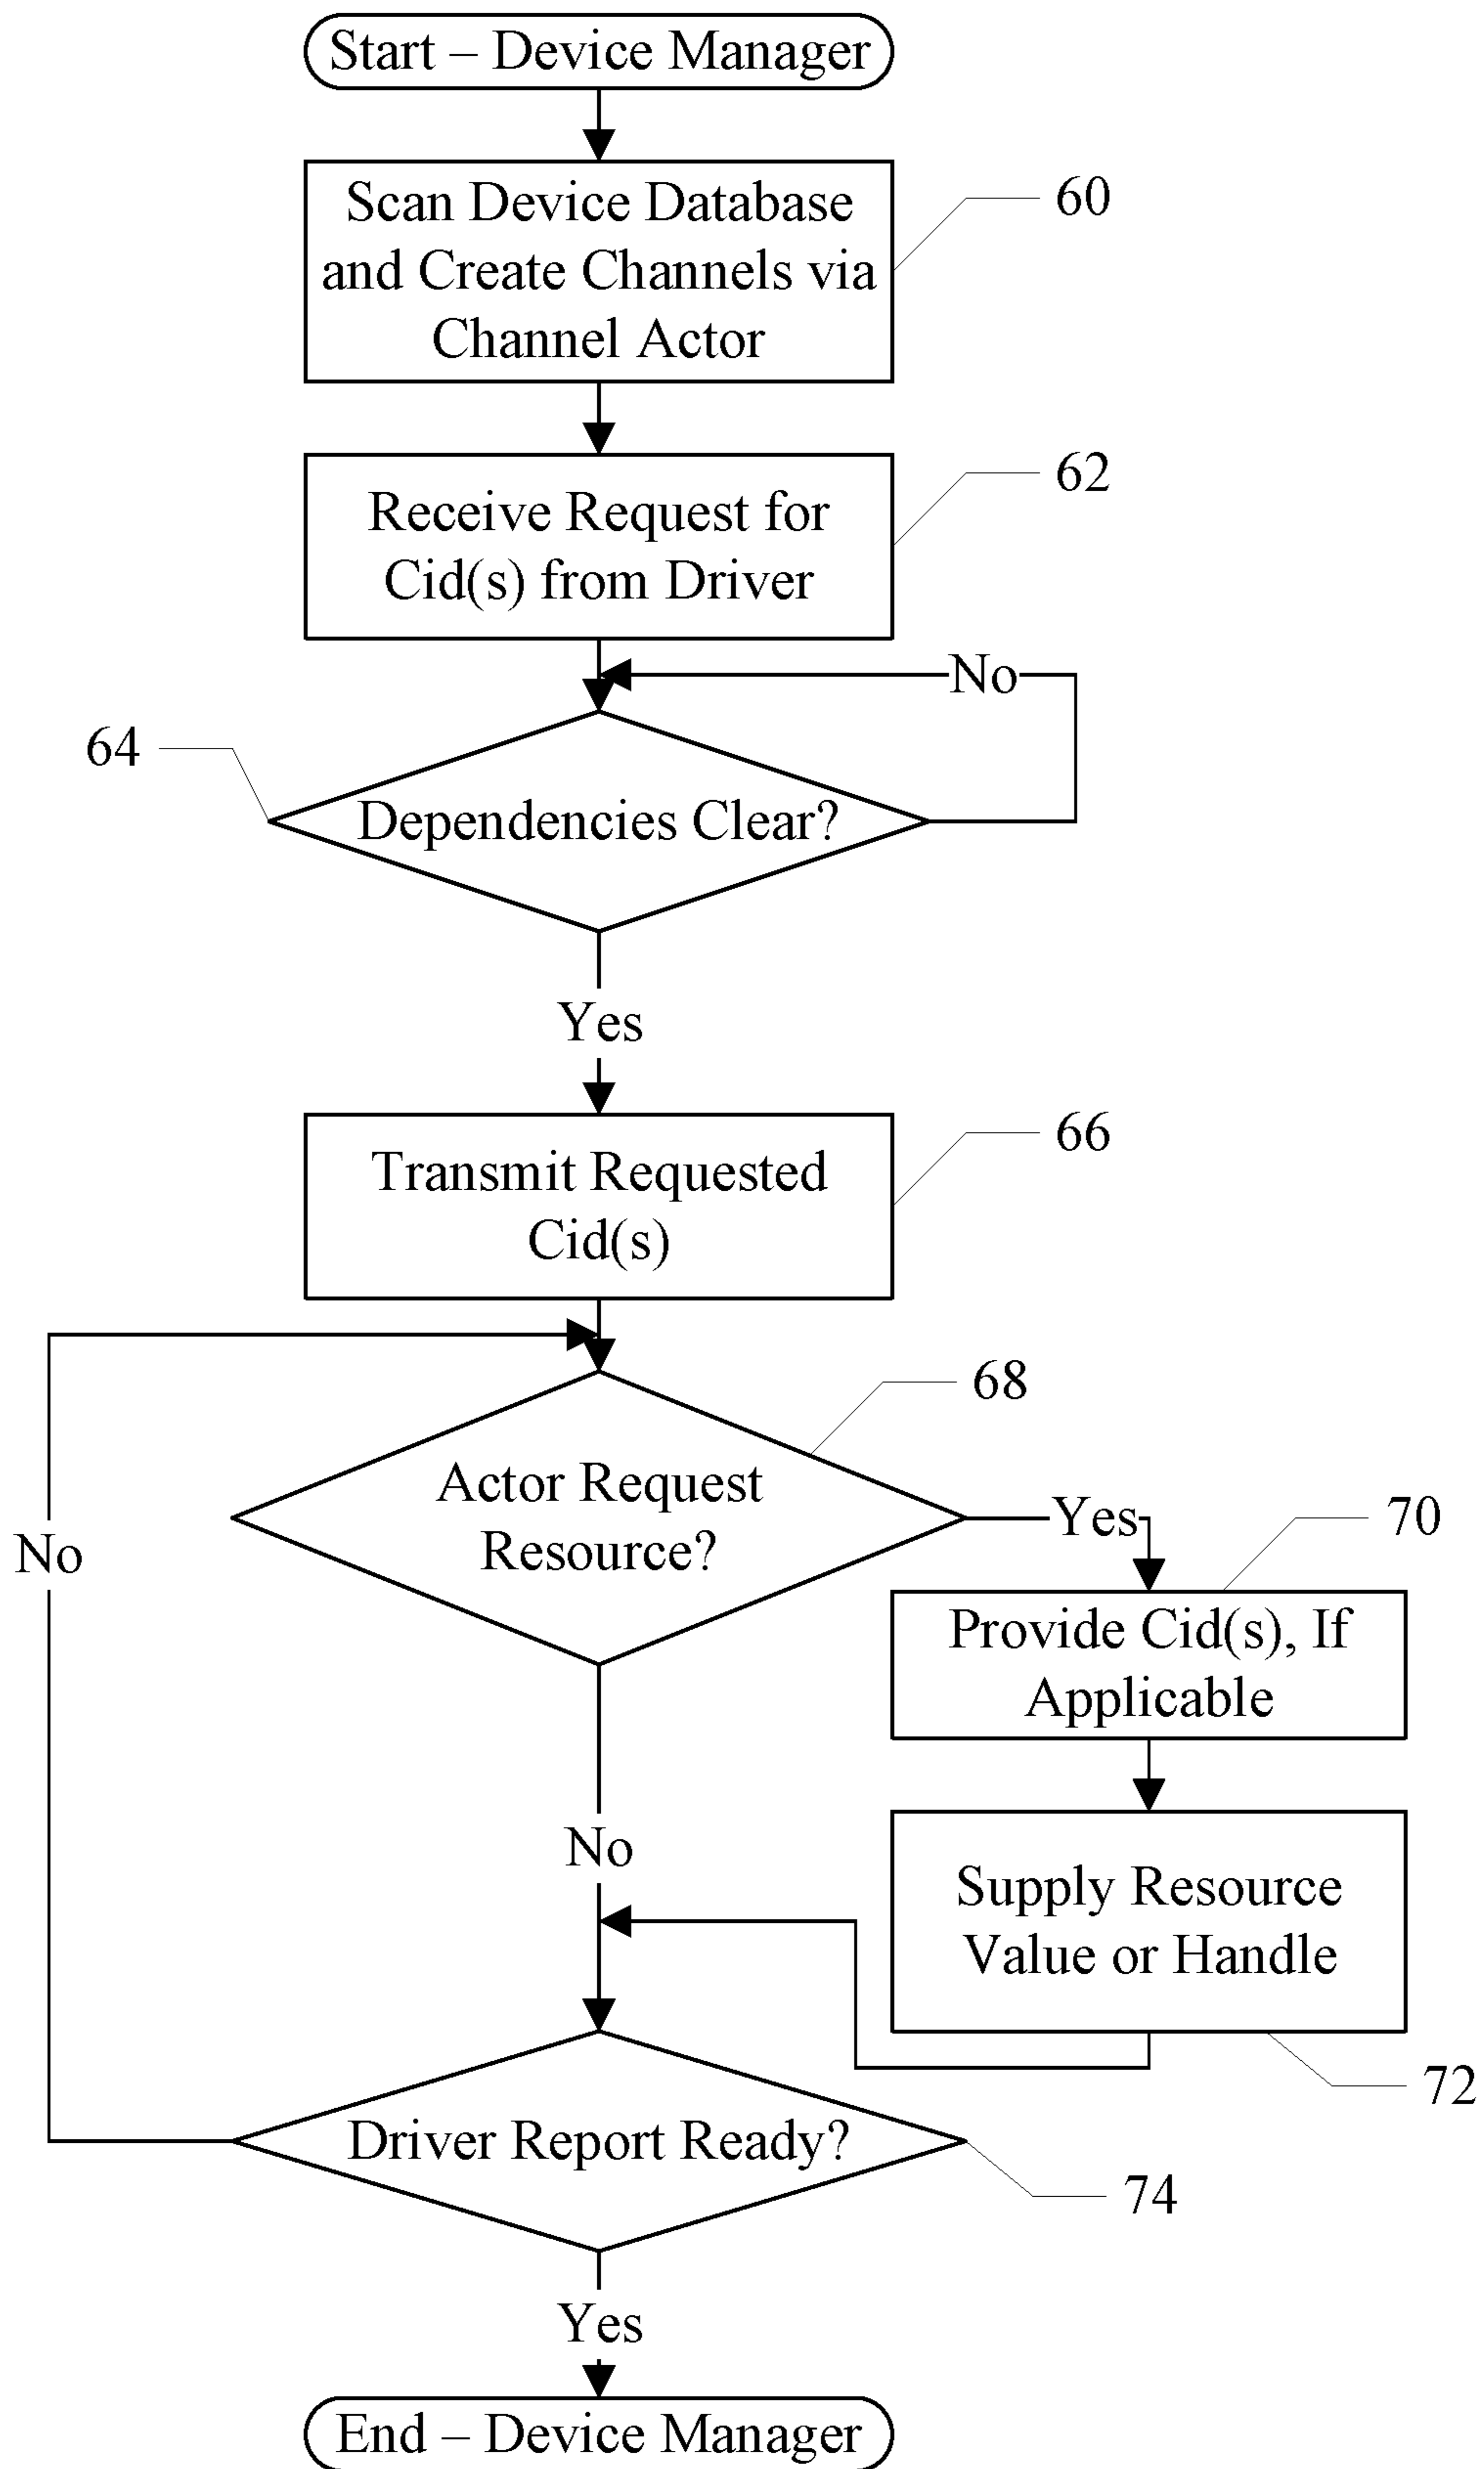 Start – Device Manager
Scan Device Database
and Create Channels via
Channel Actor
60
Receive Request for
Cid(s) from Driver
62
No
64
Dependencies Clear?
Yes
Transmit Requested
Cid(s)
66
68
Actor Request
Resource?
Yes
70
No
Provide Cid(s), If
Applicable
No
Supply Resource
Value or Handle
72
Driver Report Ready?
74
Yes
End – Device Manager